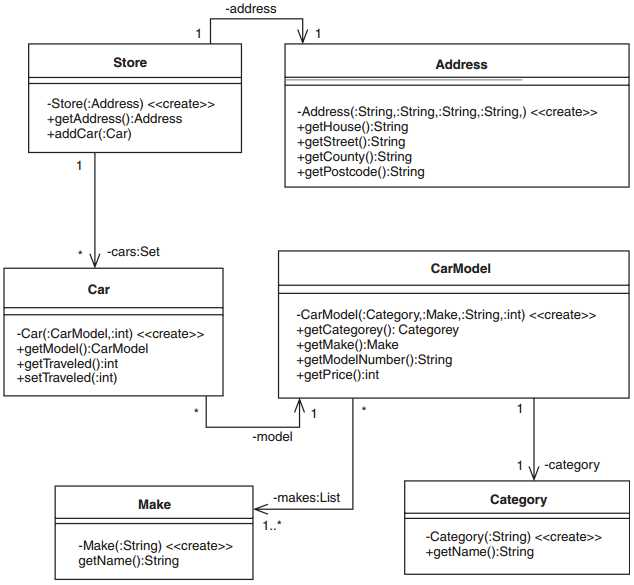 -address
1
1
Store
-Store(:Address) <<create>>
+getAddress():Address
+addCar(:Car)
Address
-Address(:String,:String,:String,:String,) <<create>>
+getHouse():String
+getStreet():String
+getCounty():String
+getPostcode():String
1
*
-cars:Set
Car
-Car(:CarModel,:int) <<create>>
+getModel():CarModel
+getTraveled():int
+setTraveled(:int)
CarModel
-CarModel(:Category,:Make,:String,:int) <<create>>
+getCategorey(): Categorey
+getMake():Make
+getModelNumber():String
+getPrice():int
*
1
-model
*
-makes:List
1..*
1
1
-category
Make
-Make(:String) <<create>>
getName():String
Category
-Category(:String) <<create>>
+getName():String